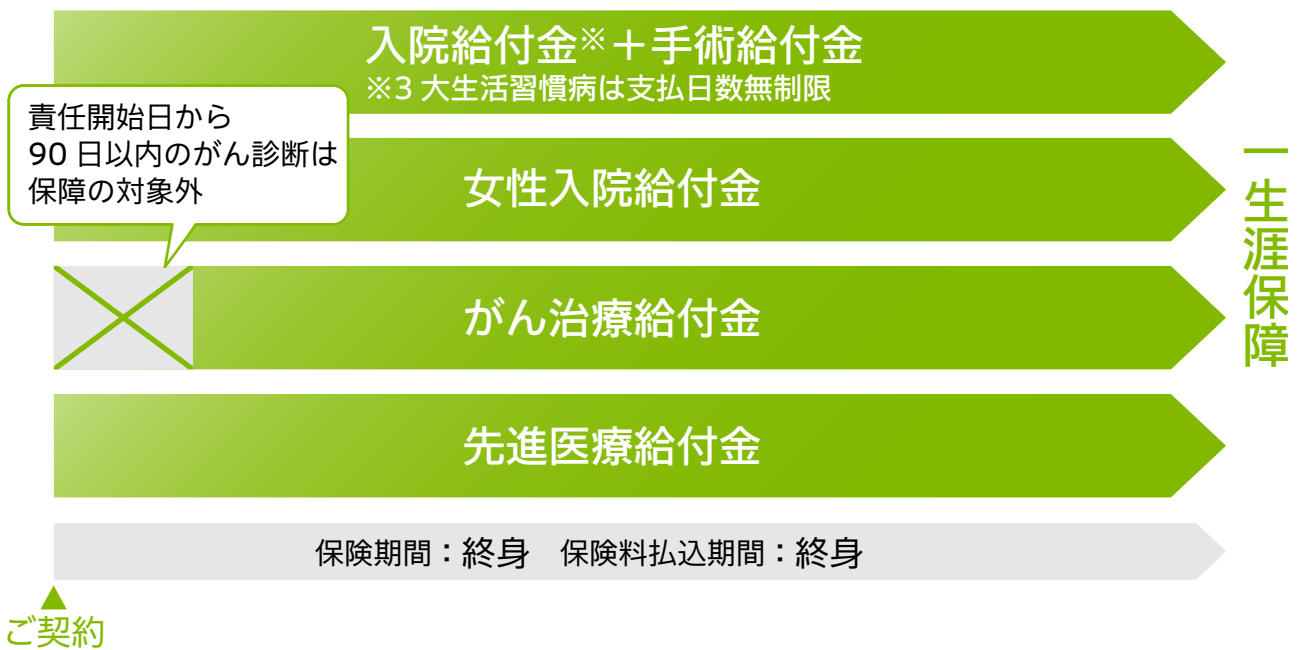 入院給付金※＋手術給付金
※3大生活習慣病は支払日数無制限
責任開始日から
90日以内のがん診断は
保障の対象外
女性入院給付金
がん治療給付金
先進医療給付金
一生涯保障
保険期間：終身　保険料払込期間：終身
ご契約